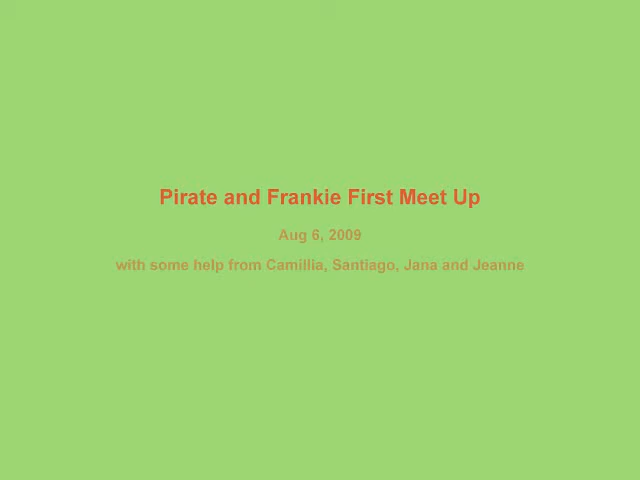 Pirate and Frankie First Meet Up
Aug 6, 2009
with some help from Camillia, Santiago, Jana and Jeanne